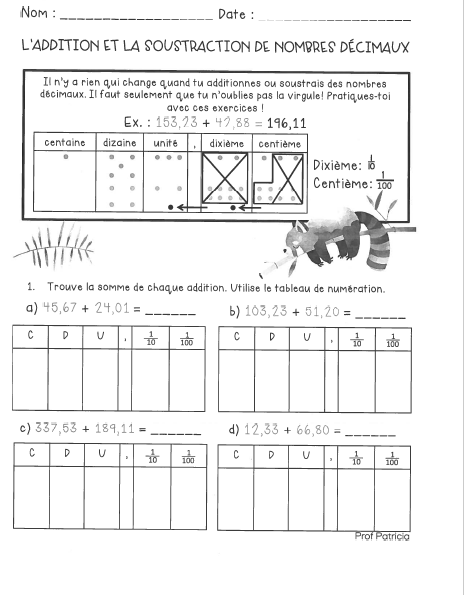 Nom : ____________________ Date : ____________________
L'ADDITION ET LA SOUSTRACTION DE NOMBRES DÉCIMAUX
Il n'y a rien qui change quand tu additionnes ou soustrais des nombres
décimaux. Il faut seulement que tu n'oublies pas la virgule! Pratiques-toi
avec ces exercices !
Ex. : 153,23 + 42,88 = 196,11
centaine dizaine unité , dixième centième
Dixième: 1/10
Centième: 1/100
1. Trouve la somme de chaque addition. Utilise le tableau de numération.
a) 45,67 + 24,01 = ______ b) 103,23 + 51,20 = ______
C D U , 1/10 1/100 C D U , 1/10 1/100
c) 337,53 + 189,11 = ______ d) 12,33 + 66,80 = ______
C D U , 1/10 1/100 C D U , 1/10 1/100
Prof Patricia